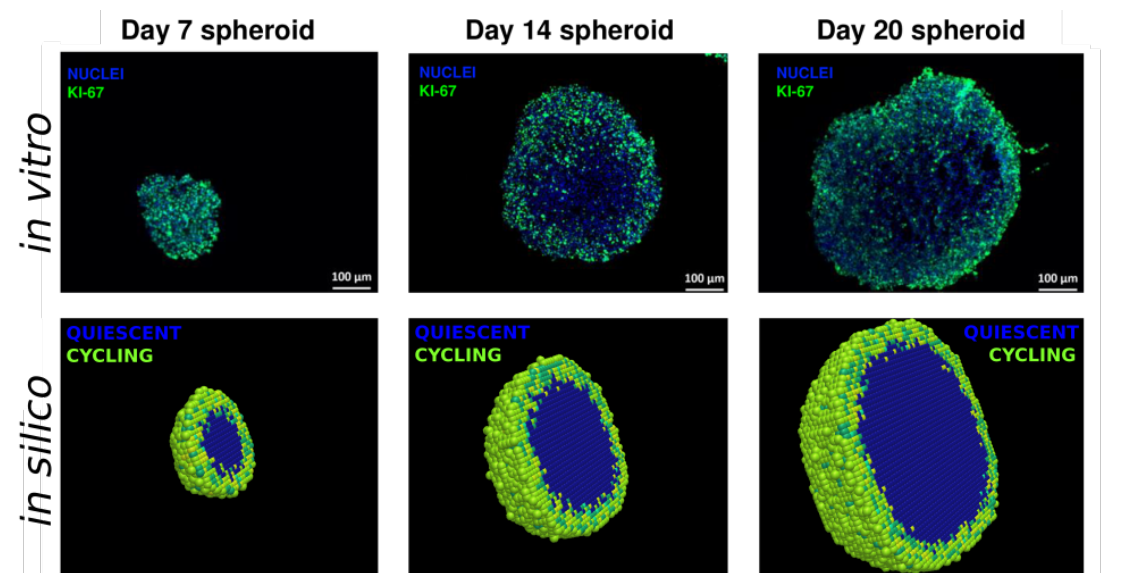 Day 7 spheroid
Day 14 spheroid
Day 20 spheroid
in vitro
NUCLEI
KI-67
100 µm
NUCLEI
KI-67
100 µm
NUCLEI
KI-67
100 µm
in silico
QUIESCENT
CYCLING
QUIESCENT
CYCLING
QUIESCENT
CYCLING